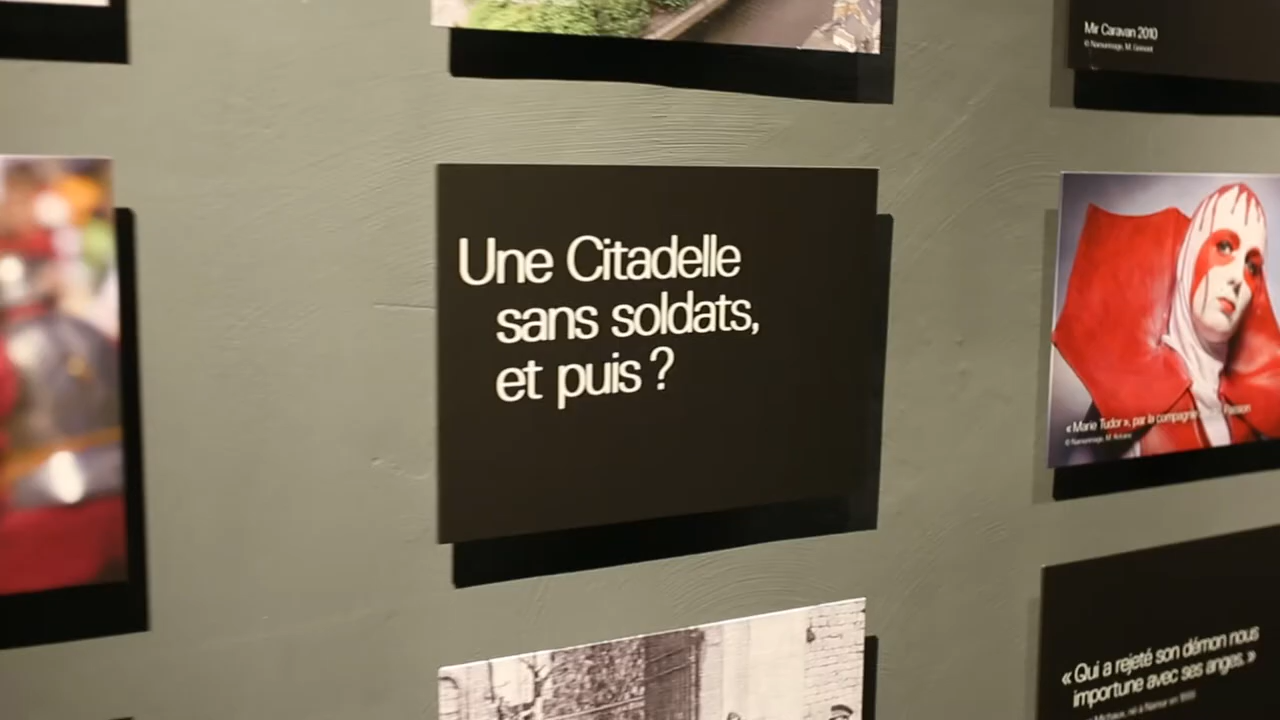 Mir Caravan 2010
Une Citadelle
sans soldats,
et puis ?
« Marie Tudor », par la compagnie
« Qui a rejeté son démon nous
importune avec ses anges. »